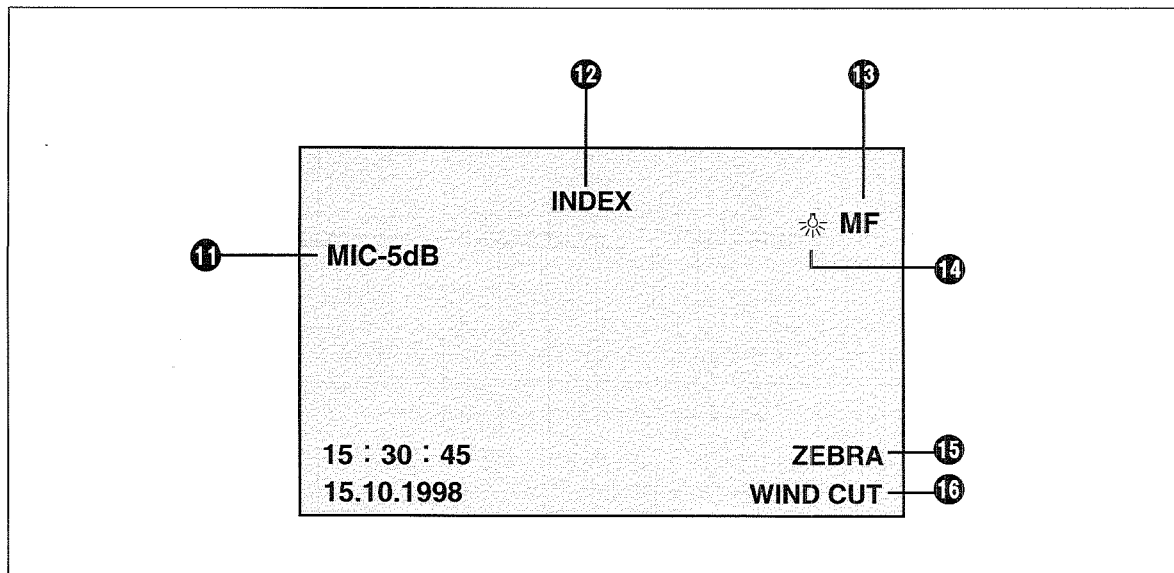 12 13
INDEX
MF
11 MIC-5dB
14
15 : 30 : 45
ZEBRA 15
15.10.1998
WIND CUT 16